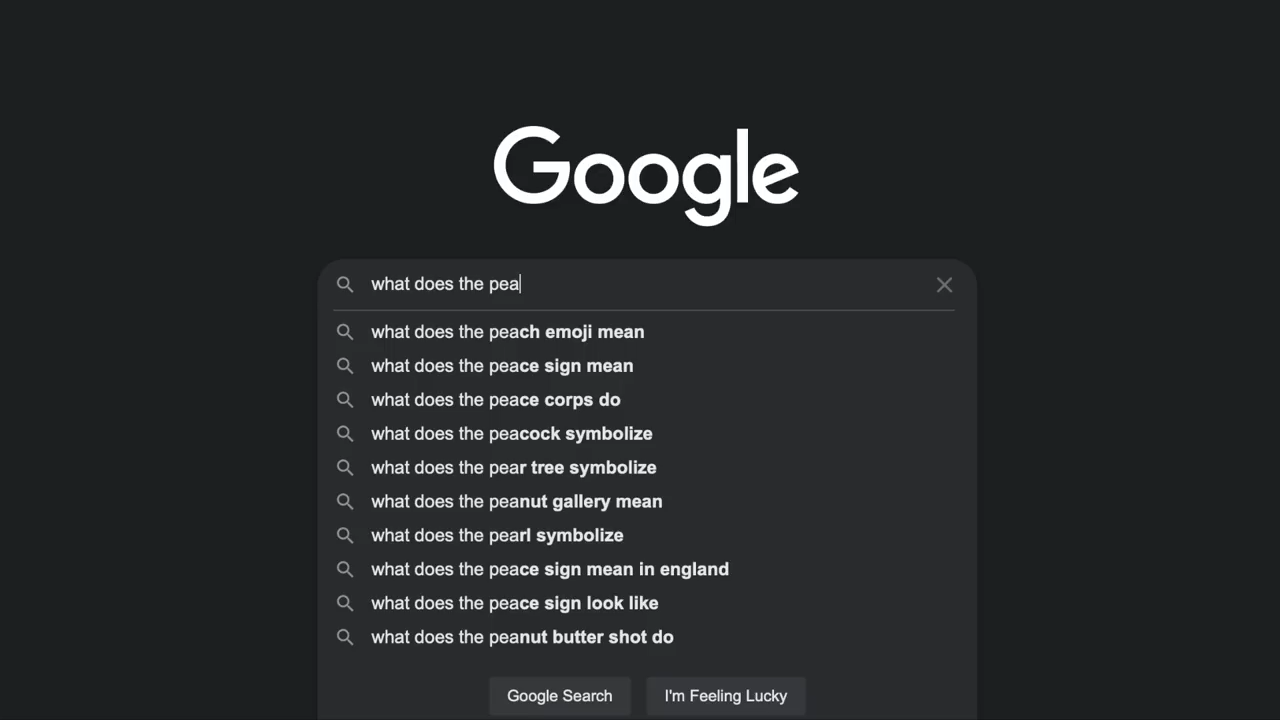 Google
what does the pea
what does the peach emoji mean
what does the peace sign mean
what does the peace corps do
what does the peacock symbolize
what does the pear tree symbolize
what does the peanut gallery mean
what does the pearl symbolize
what does the peace sign mean in england
what does the peace sign look like
what does the peanut butter shot do
Google Search I'm Feeling Lucky